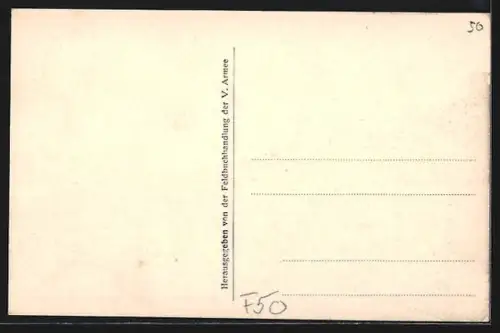 50
Herausgegeben von der Feldbuchhandlung der V. Armee
F50